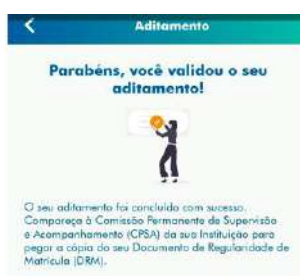 Aditamento
Parabéns, você validou o seu
aditamento!
O seu aditamento foi concluído com sucesso.
Compareça à Comissão Permanente de Supervisão
e Acompanhamento (CPSA) da sua Instituição para
pegar a cópia do seu Documento de Regularidade de
Matrícula (DRM).